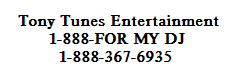 Tony Tunes Entertainment
1-888-FOR MY DJ
1-888-367-6935